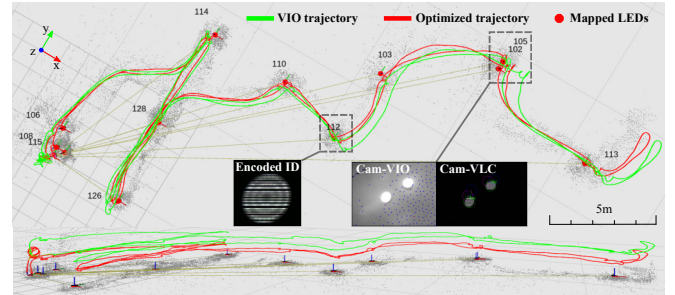 VIO trajectory
Optimized trajectory
Mapped LEDs
y
z
x
114
110
103
105
102
106
108
115
128
112
126
113
Encoded ID
Cam-VIO
Cam-VLC
5m